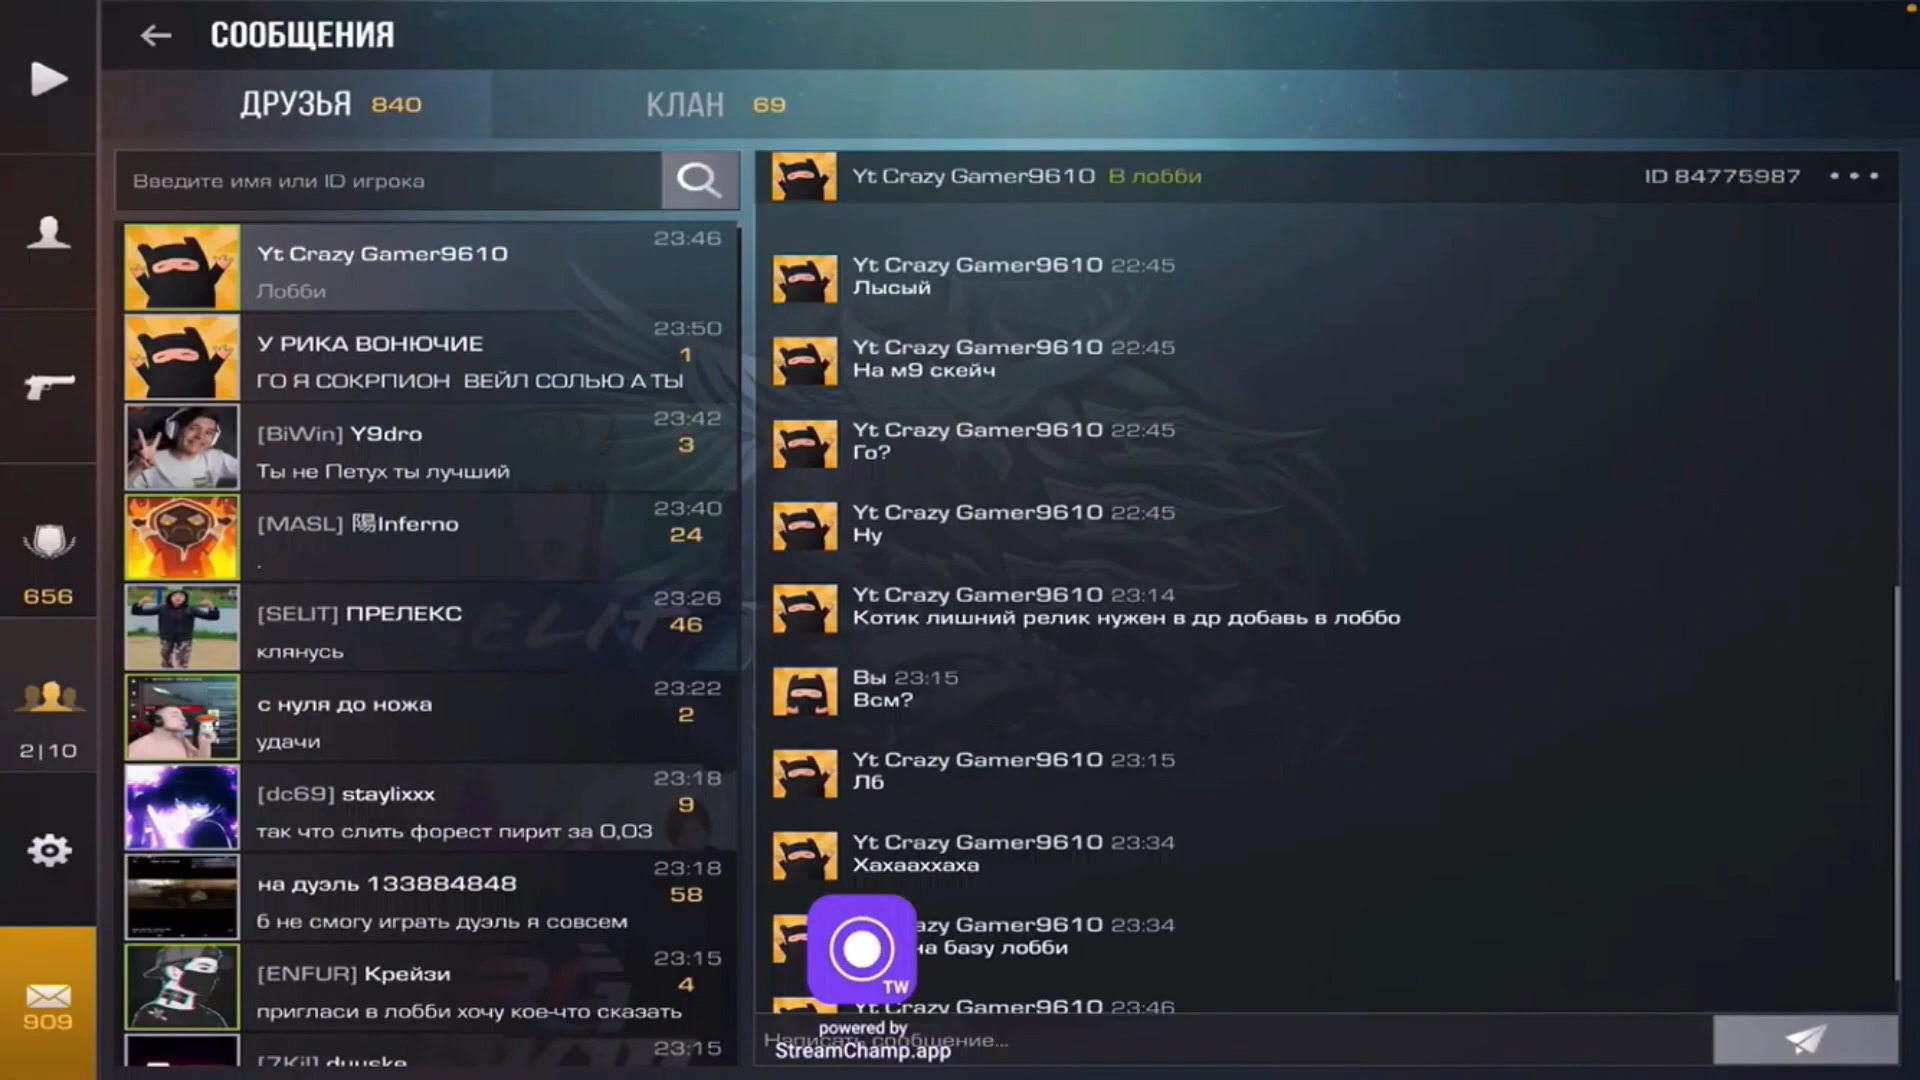 СООБЩЕНИЯ
ДРУЗЬЯ 840
КЛАН 69
Введите имя или ID игрока
Yt Crazy Gamer9610 23:46
Лобби
У РИКА ВОНЮЧИЕ 23:50
1
ГО Я СОКРПИОН ВЕЙЛ СОЛЬЮ А ТЫ
[BiWin] Y9dro 23:42
3
Ты не Петух ты лучший
[MASL] 陽Inferno 23:40
24
.
[SELIT] ПРЕЛЕКС 23:26
46
клянусь
с нуля до ножа 23:22
2
удачи
[dc69] staylixxx 23:18
9
так что слить форест пирит за 0,03
на дуэль 133884848 23:18
58
б не смогу играть дуэль я совсем
[ENFUR] Крейзи 23:15
4
пригласи в лобби хочу кое-что сказать
23:15
656
2|10
909
Yt Crazy Gamer9610 В лобби ID 84775987
Yt Crazy Gamer9610 22:45
Лысый
Yt Crazy Gamer9610 22:45
На м9 скейч
Yt Crazy Gamer9610 22:45
Го?
Yt Crazy Gamer9610 22:45
Ну
Yt Crazy Gamer9610 23:14
Котик лишний релик нужен в др добавь в лоббо
Вы 23:15
Всм?
Yt Crazy Gamer9610 23:15
Лб
Yt Crazy Gamer9610 23:34
Хахааххаха
Gamer9610 23:34
на базу лобби
Yt Crazy Gamer9610 23:46
Написать сообщение...
TW
powered by
StreamChamp.app